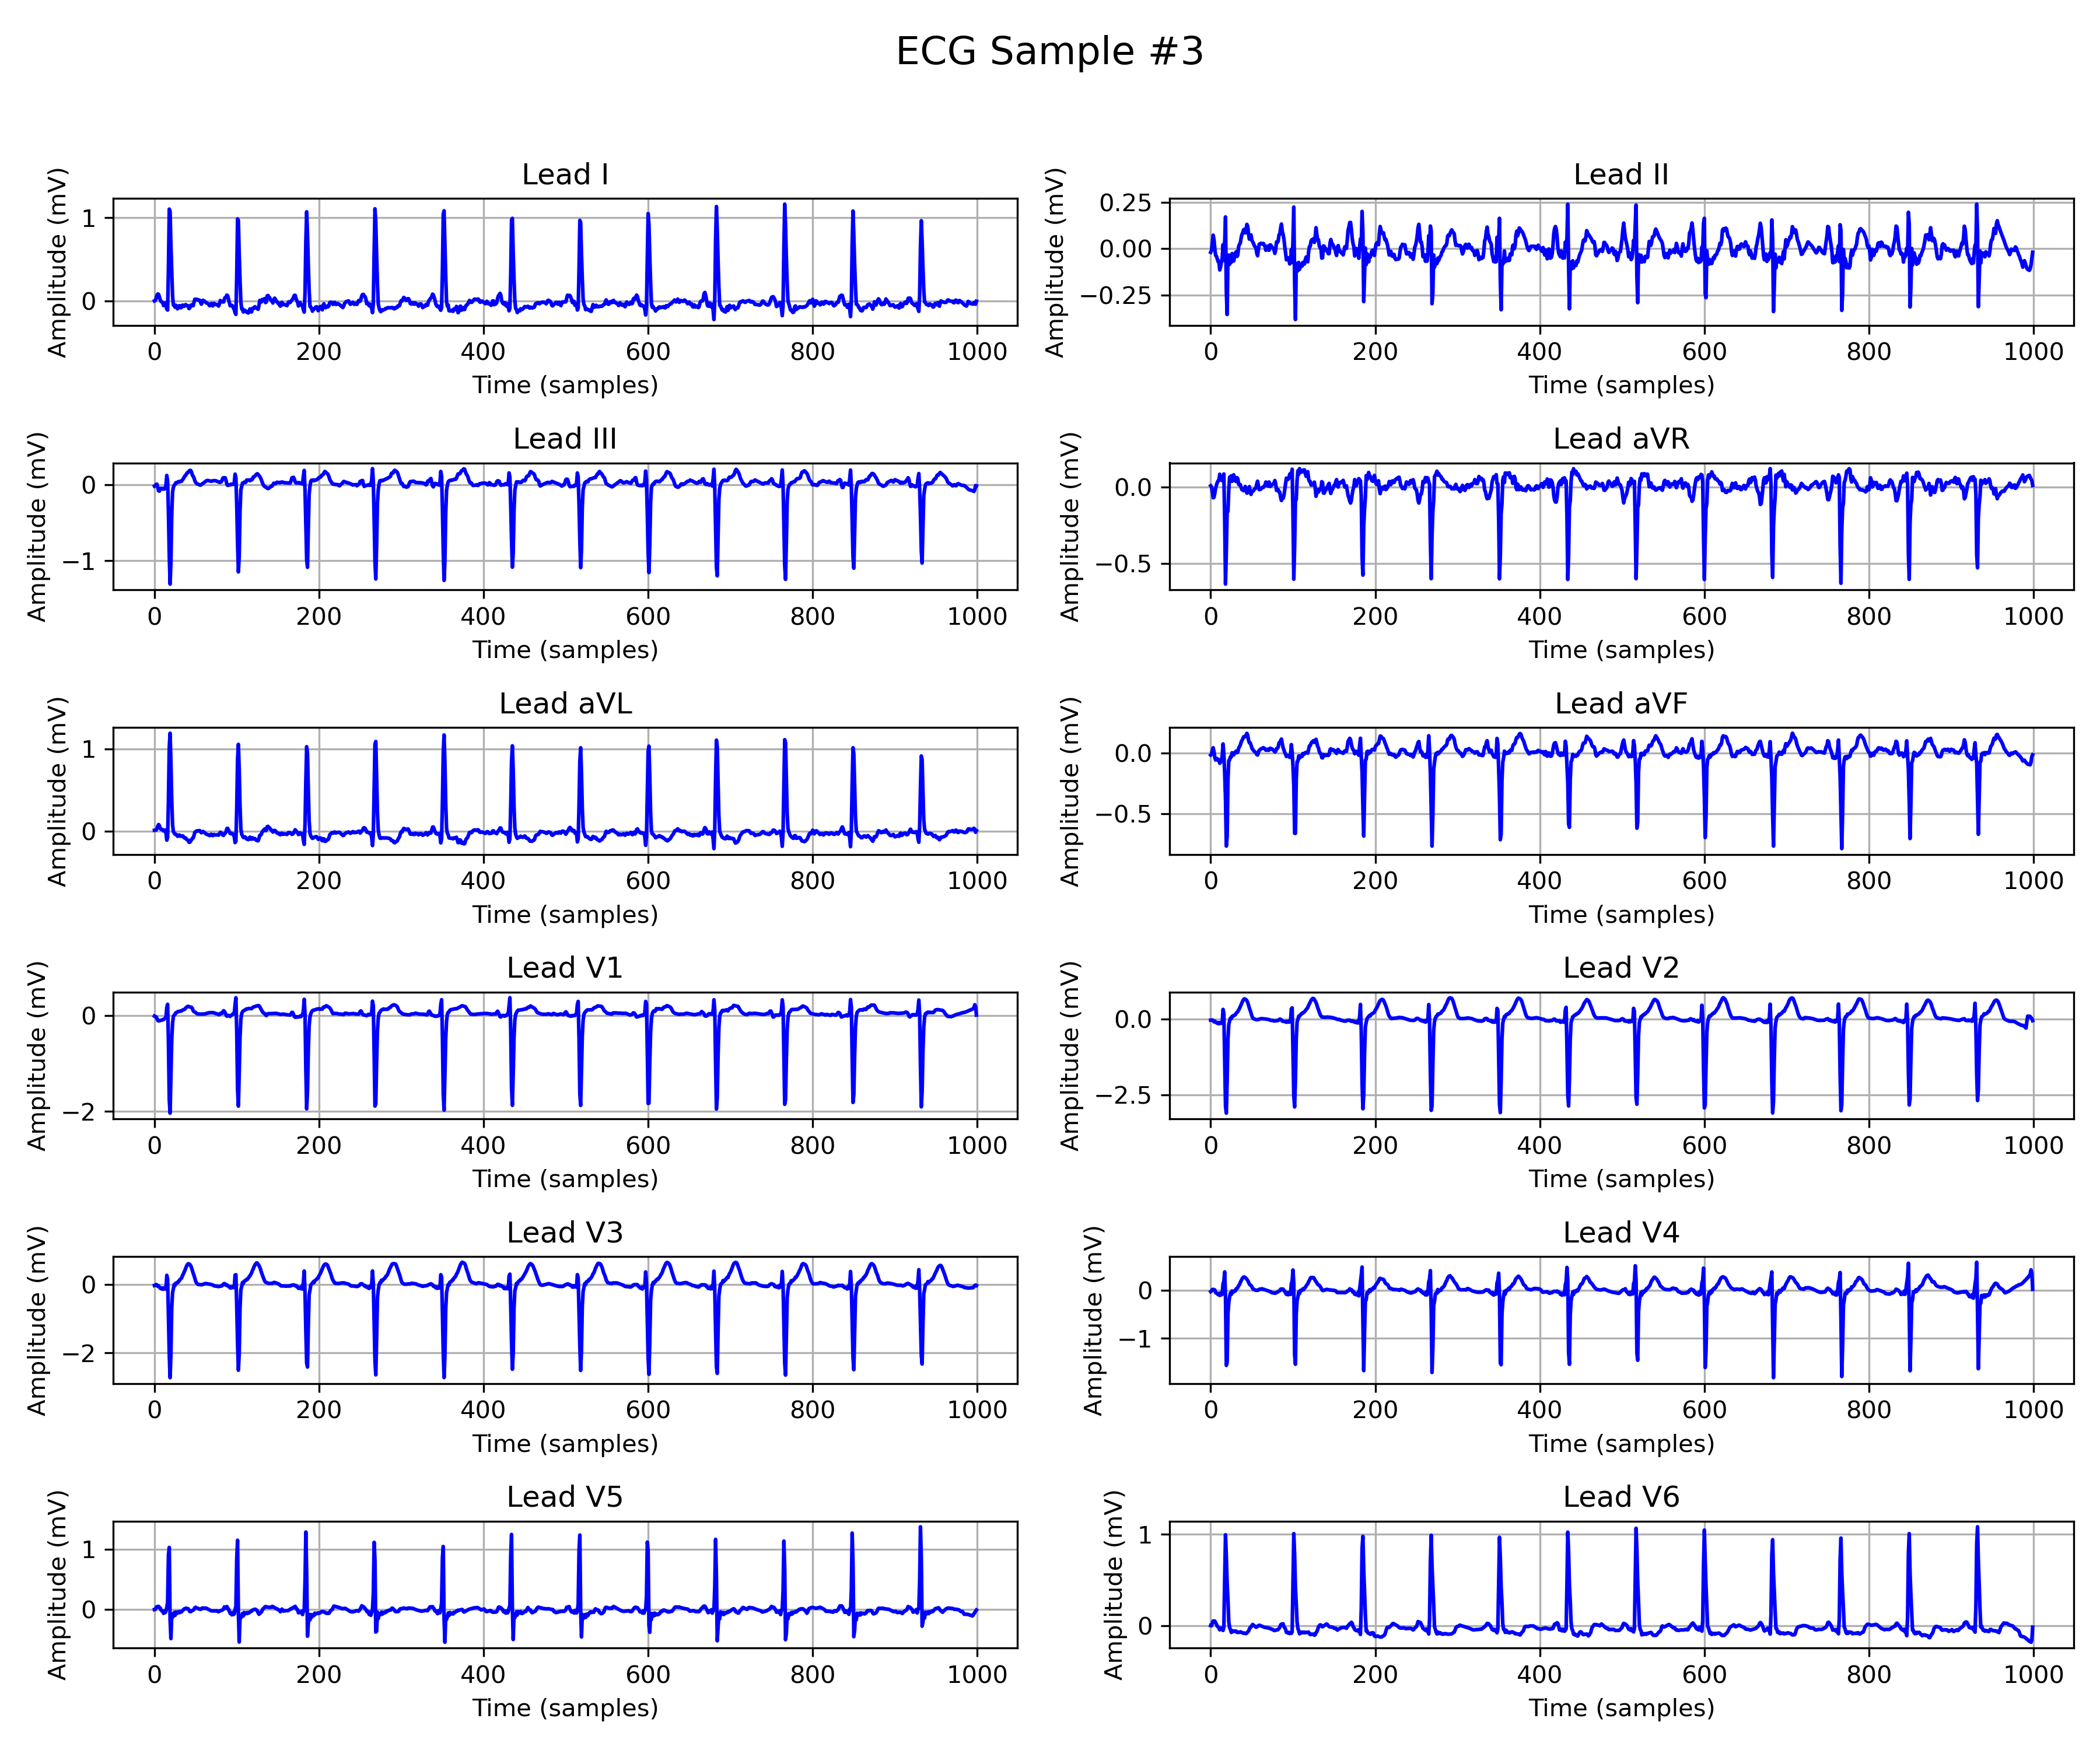 ECG Sample #3
Lead I
Amplitude (mV)
1
0
0 200 400 600 800 1000
Time (samples)
Lead II
Amplitude (mV)
0.25
0.00
−0.25
0 200 400 600 800 1000
Time (samples)
Lead III
Amplitude (mV)
0
−1
0 200 400 600 800 1000
Time (samples)
Lead aVR
Amplitude (mV)
0.0
−0.5
0 200 400 600 800 1000
Time (samples)
Lead aVL
Amplitude (mV)
1
0
0 200 400 600 800 1000
Time (samples)
Lead aVF
Amplitude (mV)
0.0
−0.5
0 200 400 600 800 1000
Time (samples)
Lead V1
Amplitude (mV)
0
−2
0 200 400 600 800 1000
Time (samples)
Lead V2
Amplitude (mV)
0.0
−2.5
0 200 400 600 800 1000
Time (samples)
Lead V3
Amplitude (mV)
0
−2
0 200 400 600 800 1000
Time (samples)
Lead V4
Amplitude (mV)
0
−1
0 200 400 600 800 1000
Time (samples)
Lead V5
Amplitude (mV)
1
0
0 200 400 600 800 1000
Time (samples)
Lead V6
Amplitude (mV)
1
0
0 200 400 600 800 1000
Time (samples)